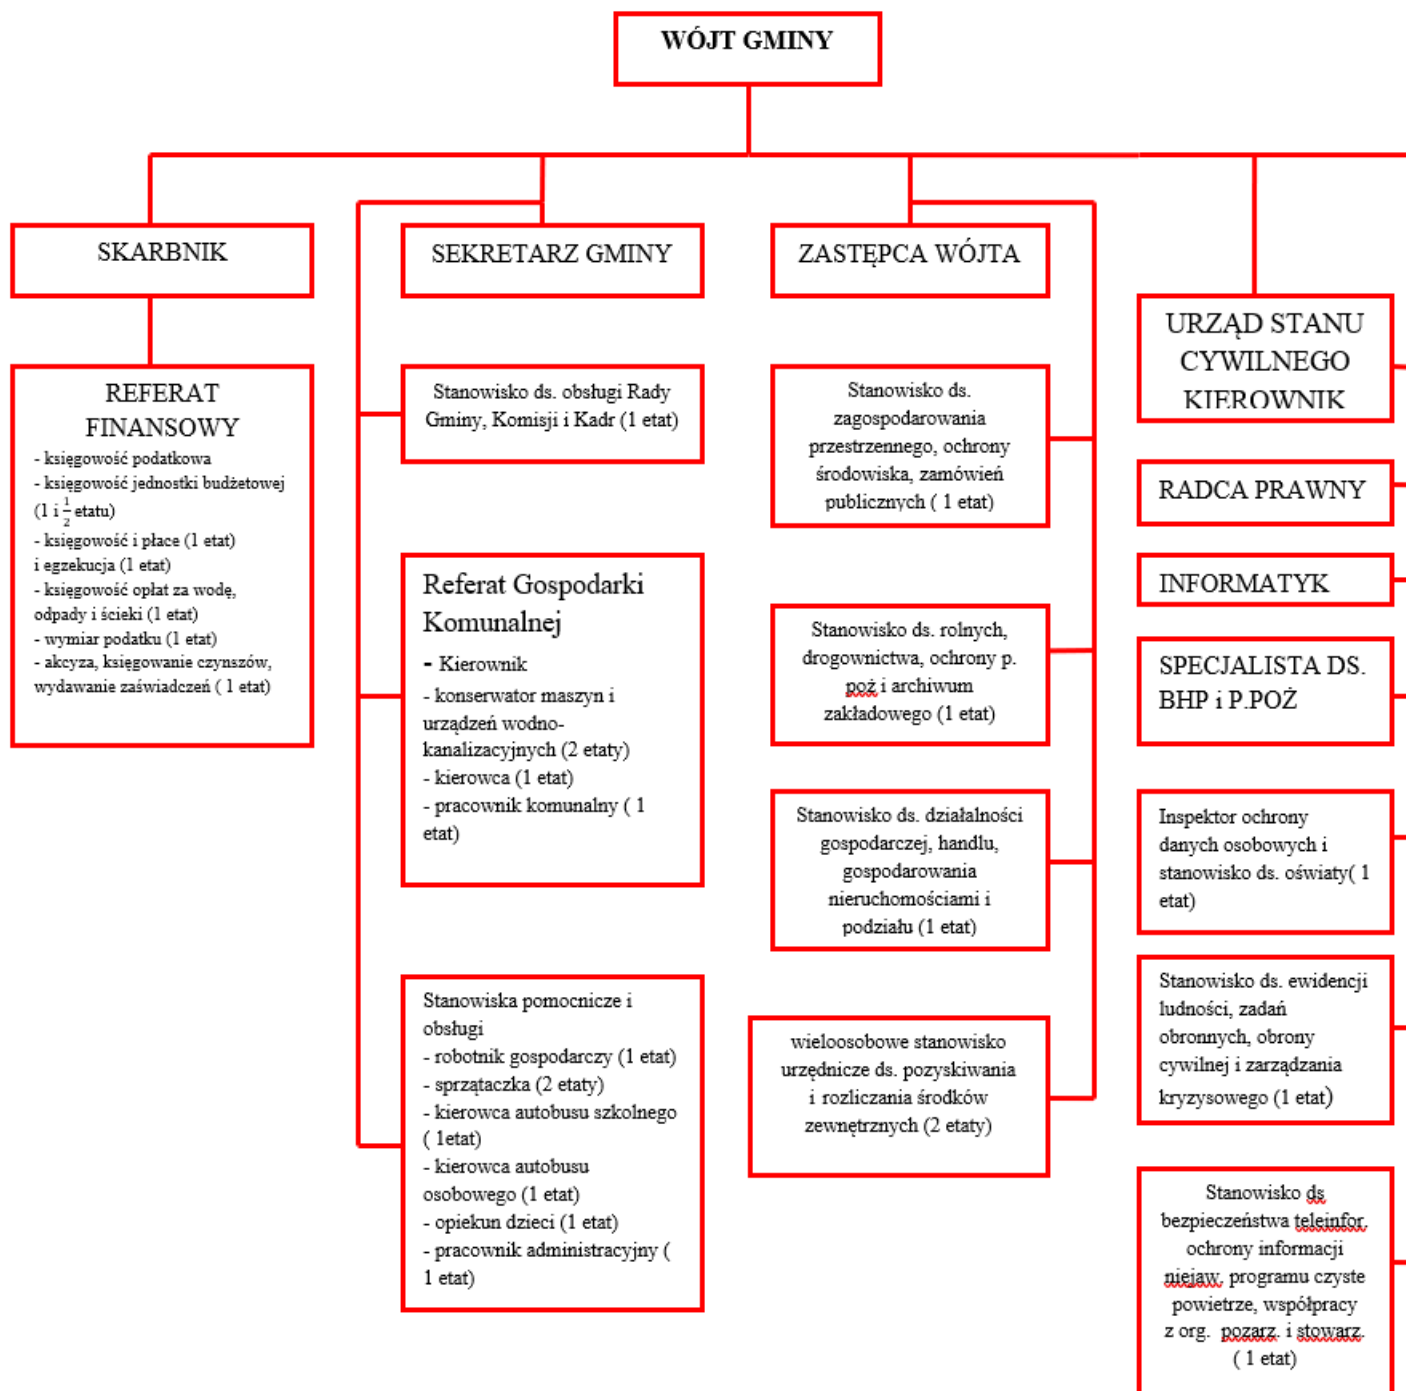 WÓJT GMINY
SKARBNIK
REFERAT
FINANSOWY
- księgowość podatkowa
- księgowość jednostki budżetowej
(1 i 1/2 etatu)
- księgowość i płace (1 etat)
i egzekucja (1 etat)
- księgowość opłat za wodę,
odpady i ścieki (1 etat)
- wymiar podatku (1 etat)
- akcyza, księgowanie czynszów,
wydawanie zaświadczeń ( 1 etat)
SEKRETARZ GMINY
Stanowisko ds. obsługi Rady
Gminy, Komisji i Kadr (1 etat)
Referat Gospodarki
Komunalnej
- Kierownik
- konserwator maszyn i
urządzeń wodno-
kanalizacyjnych (2 etaty)
- kierowca (1 etat)
- pracownik komunalny ( 1
etat)
Stanowiska pomocnicze i
obsługi
- robotnik gospodarczy (1 etat)
- sprzątaczka (2 etaty)
- kierowca autobusu szkolnego
( 1etat)
- kierowca autobusu
osobowego (1 etat)
- opiekun dzieci (1 etat)
- pracownik administracyjny (
1 etat)
ZASTĘPCA WÓJTA
Stanowisko ds.
zagospodarowania
przestrzennego, ochrony
środowiska, zamówień
publicznych ( 1 etat)
Stanowisko ds. rolnych,
drogownictwa, ochrony p.
poż i archiwum
zakładowego (1 etat)
Stanowisko ds. działalności
gospodarczej, handlu,
gospodarowania
nieruchomościami i
podziału (1 etat)
wieloosobowe stanowisko
urzędnicze ds. pozyskiwania
i rozliczania środków
zewnętrznych (2 etaty)
URZĄD STANU
CYWILNEGO
KIEROWNIK
RADCA PRAWNY
INFORMATYK
SPECJALISTA DS.
BHP i P.POŻ
Inspektor ochrony
danych osobowych i
stanowisko ds. oświaty( 1
etat)
Stanowisko ds. ewidencji
ludności, zadań
obronnych, obrony
cywilnej i zarządzania
kryzysowego (1 etat)
Stanowisko ds
bezpieczeństwa teleinfor.
ochrony informacji
niejaw. programu czyste
powietrze, współpracy
z org. pozarz. i stowarz.
( 1 etat)